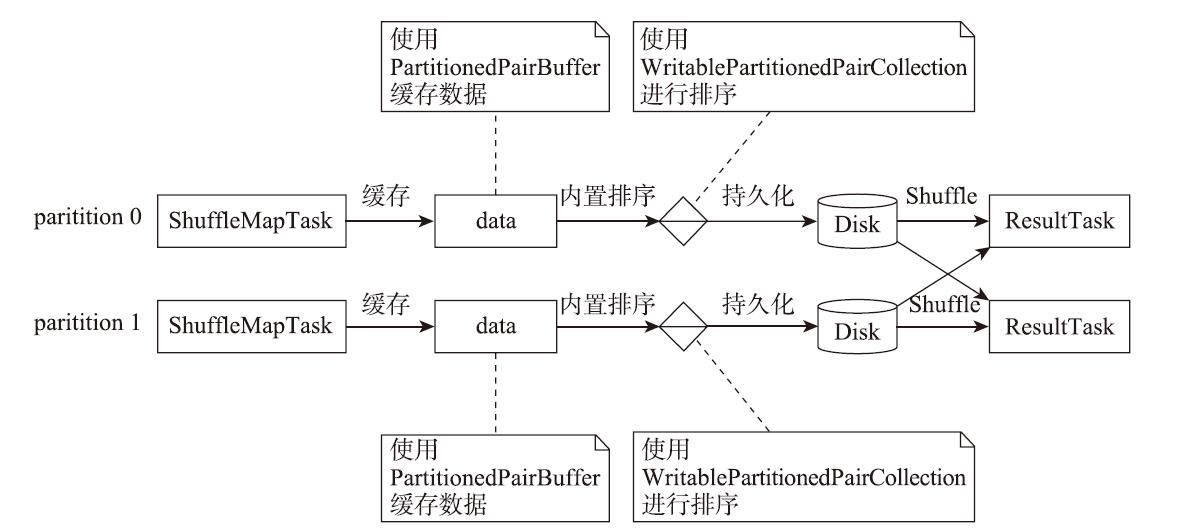 使用
PartitionedPairBuffer
缓存数据
使用
WritablePartitionedPairCollection
进行排序
paritition 0
ShuffleMapTask
缓存
data
内置排序
持久化
Disk
Shuffle
ResultTask
paritition 1
ShuffleMapTask
缓存
data
内置排序
持久化
Disk
Shuffle
ResultTask
使用
PartitionedPairBuffer
缓存数据
使用
WritablePartitionedPairCollection
进行排序